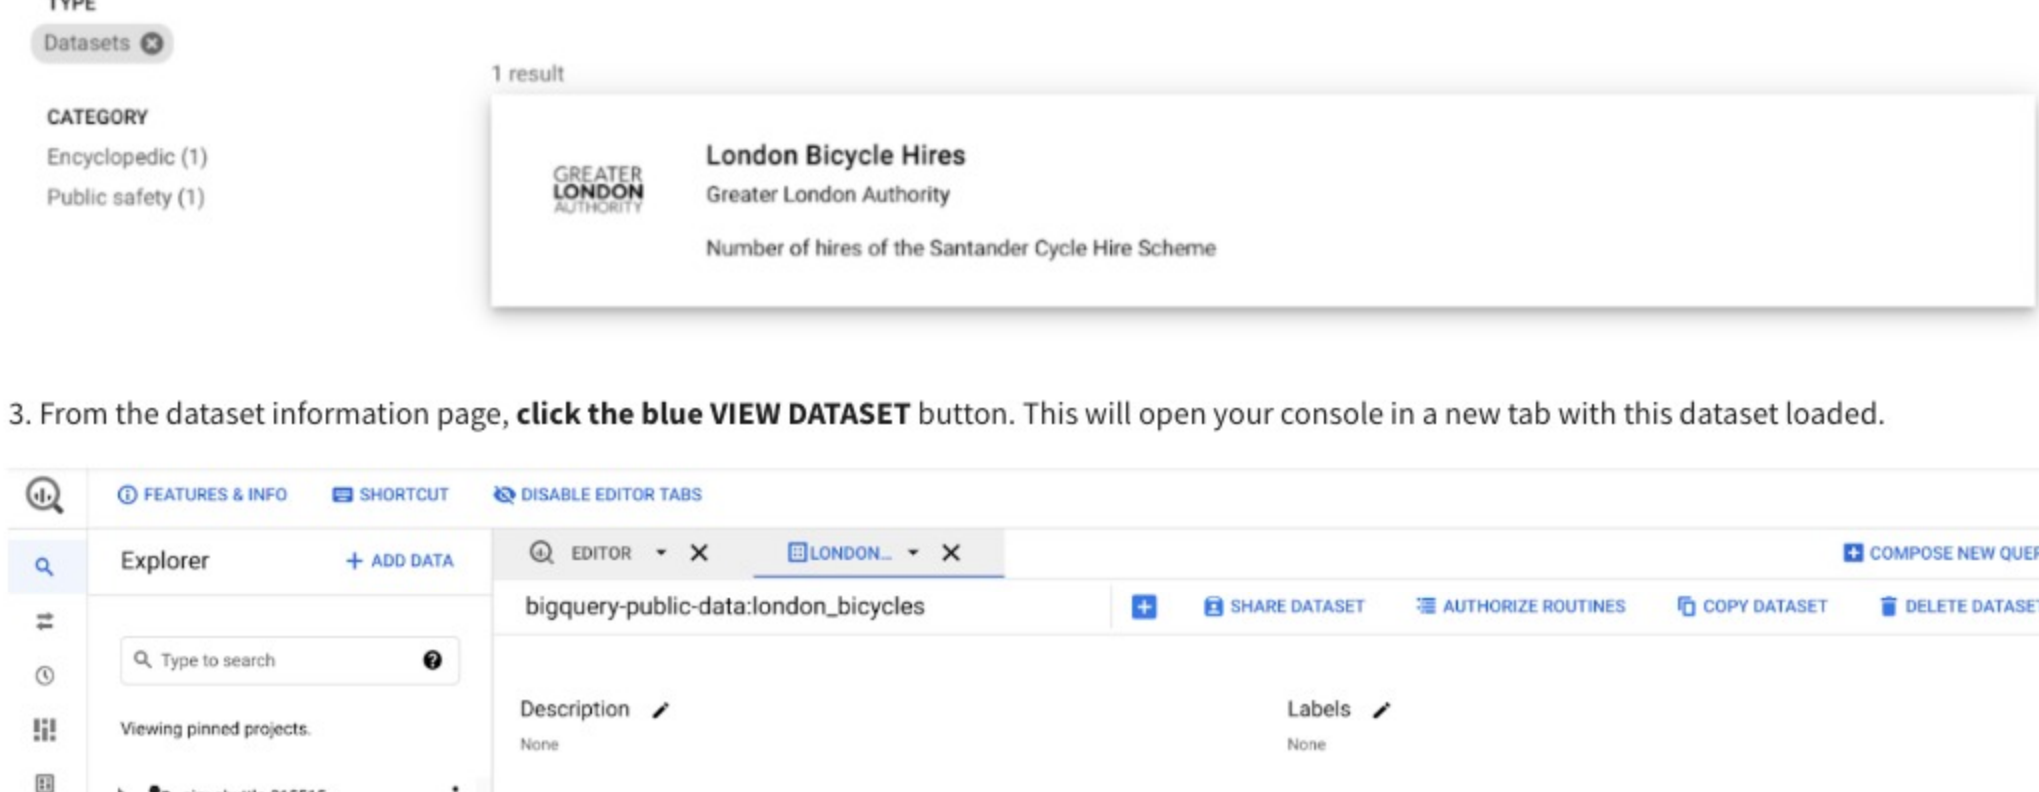 TYPE
Datasets
1 result
CATEGORY
Encyclopedic (1)
Public safety (1)
GREATER
LONDON
AUTHORITY
London Bicycle Hires
Greater London Authority
Number of hires of the Santander Cycle Hire Scheme
3. From the dataset information page, click the blue VIEW DATASET button. This will open your console in a new tab with this dataset loaded.
FEATURES & INFO SHORTCUT DISABLE EDITOR TABS
Explorer + ADD DATA
EDITOR LONDON... COMPOSE NEW QUER
bigquery-public-data:london_bicycles SHARE DATASET AUTHORIZE ROUTINES COPY DATASET DELETE DATASET
Type to search
Viewing pinned projects.
Description Labels
None None